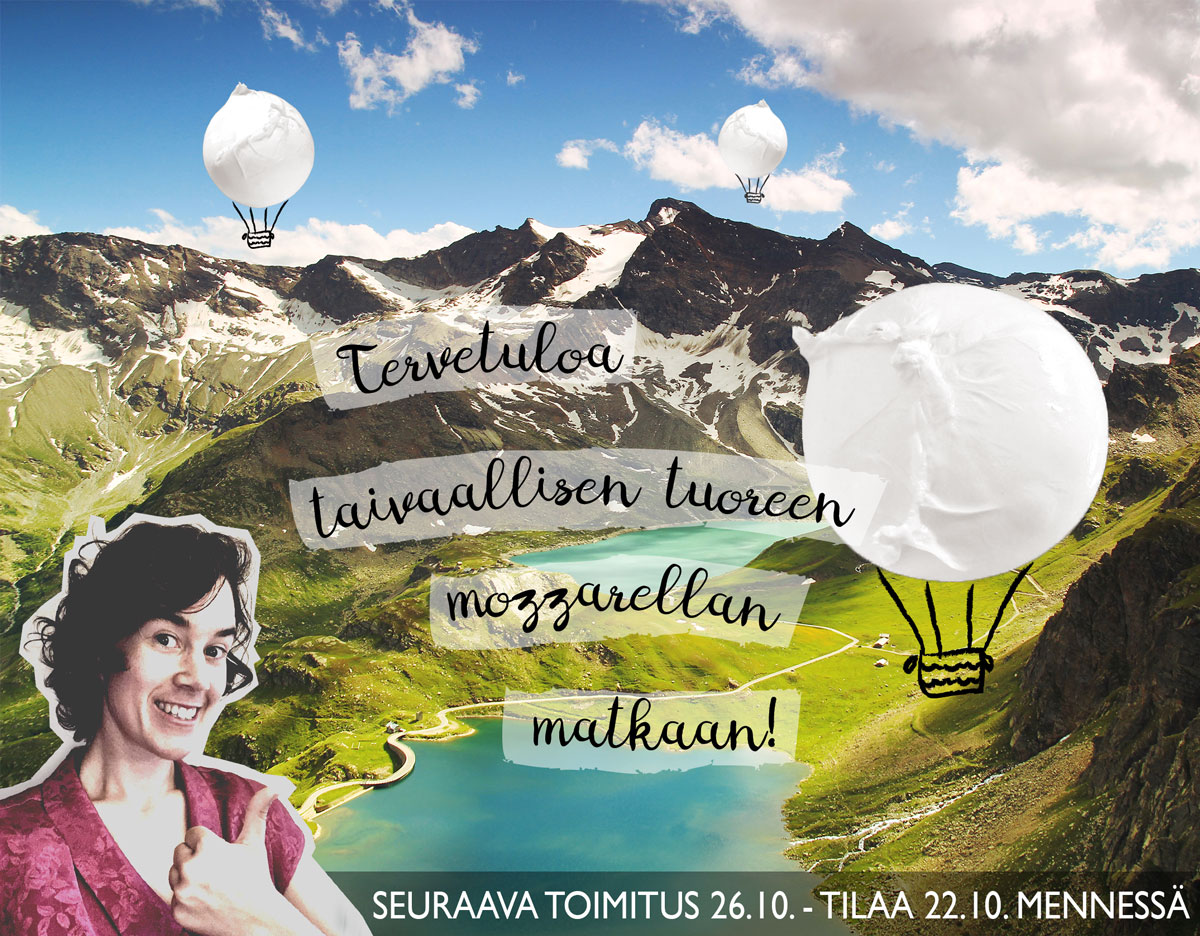 Tervetuloa
taivaallisen tuoreen
mozzarellan
matkaan!
SEURAAVA TOIMITUS 26.10. - TILAA 22.10. MENNESSÄ